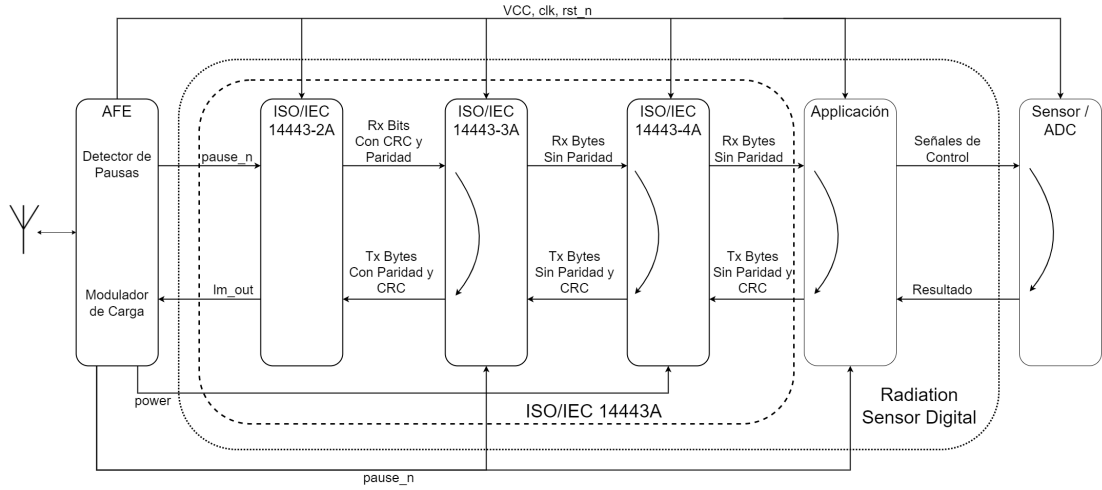 VCC, clk, rst_n
AFE
Detector de
Pausas
Modulador
de Carga
pause_n
lm_out
ISO/IEC
14443-2A
Rx Bits
Con CRC y
Paridad
Tx Bytes
Con Paridad y
CRC
ISO/IEC
14443-3A
Rx Bytes
Sin Paridad
Tx Bytes
Sin Paridad y
CRC
ISO/IEC
14443-4A
Rx Bytes
Sin Paridad
Tx Bytes
Sin Paridad y
CRC
Applicación
Señales de
Control
Resultado
Sensor /
ADC
power
ISO/IEC 14443A
Radiation
Sensor Digital
pause_n